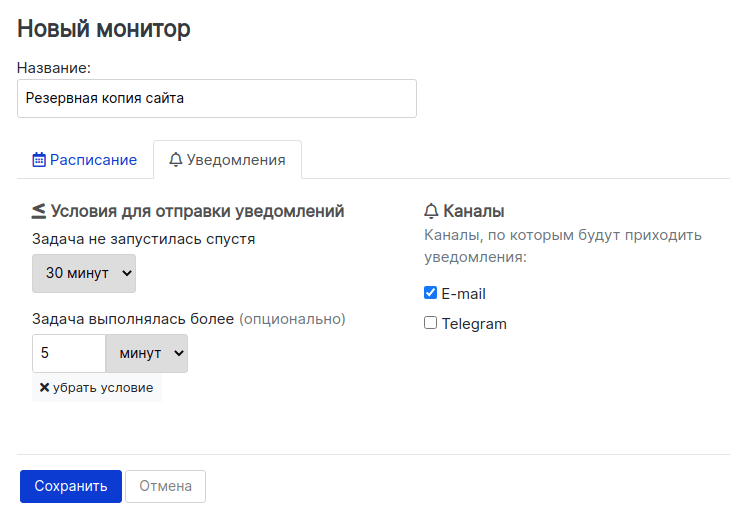 Новый монитор
Название:
Резервная копия сайта
Расписание
Уведомления
Условия для отправки уведомлений
Задача не запустилась спустя
30 минут
Задача выполнялась более (опционально)
5 минут
убрать условие
Каналы
Каналы, по которым будут приходить
уведомления:
E-mail
Telegram
Сохранить
Отмена